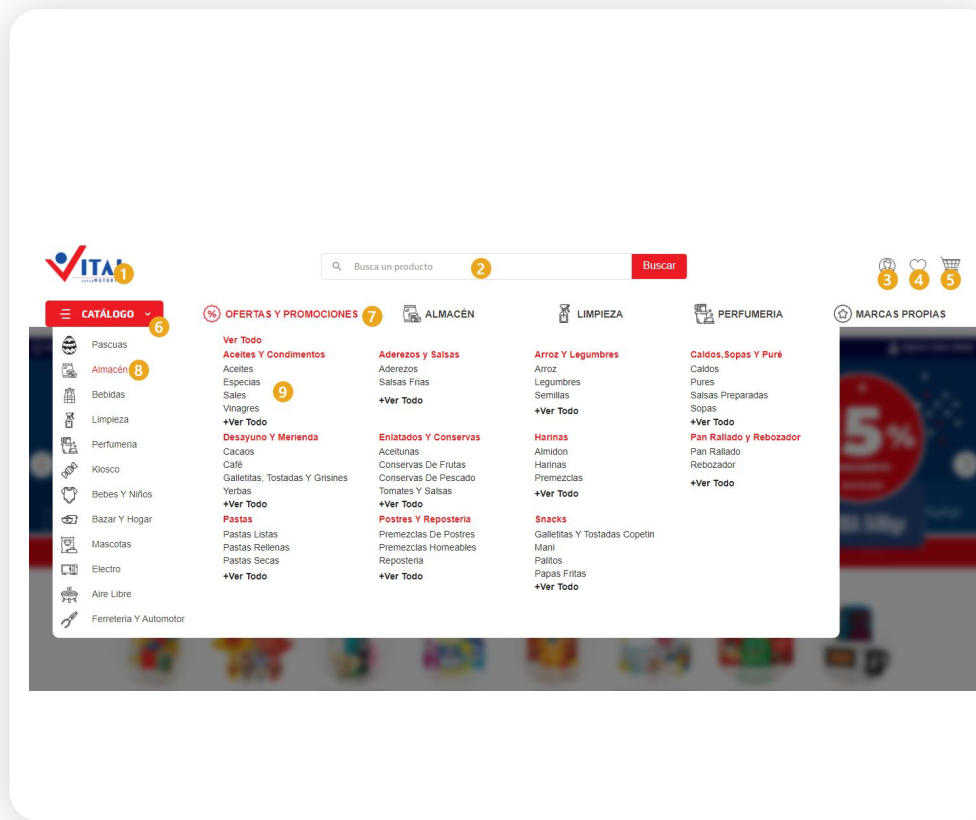 VITAL
1
Busca un producto
2
Buscar
3
4
5
CATÁLOGO
6
OFERTAS Y PROMOCIONES
7
ALMACÉN
LIMPIEZA
PERFUMERIA
MARCAS PROPIAS
Pascuas
Almacén
8
Bebidas
Limpieza
Perfumeria
Kiosco
Bebes Y Niños
Bazar Y Hogar
Mascotas
Electro
Aire Libre
Ferreteria Y Automotor
Ver Todo
Aceites Y Condimentos
Aceites
Especias
9
Sales
Vinagres
+Ver Todo
Aderezos y Salsas
Aderezos
Salsas Frias
+Ver Todo
Arroz Y Legumbres
Arroz
Legumbres
Semillas
+Ver Todo
Caldos,Sopas Y Puré
Caldos
Pures
Salsas Preparadas
Sopas
+Ver Todo
Desayuno Y Merienda
Cacaos
Café
Galletitas, Tostadas Y Grisines
Yerbas
+Ver Todo
Enlatados Y Conservas
Aceitunas
Conservas De Frutas
Conservas De Pescado
Tomates Y Salsas
+Ver Todo
Harinas
Almidon
Harinas
Premezclas
+Ver Todo
Pan Rallado y Rebozador
Pan Rallado
Rebozador
+Ver Todo
Pastas
Pastas Listas
Pastas Rellenas
Pastas Secas
+Ver Todo
Postres Y Reposteria
Premezclas De Postres
Premezclas Horneables
Reposteria
+Ver Todo
Snacks
Galletitas Y Tostadas Copetin
Mani
Palitos
Papas Fritas
+Ver Todo
5%
500gr